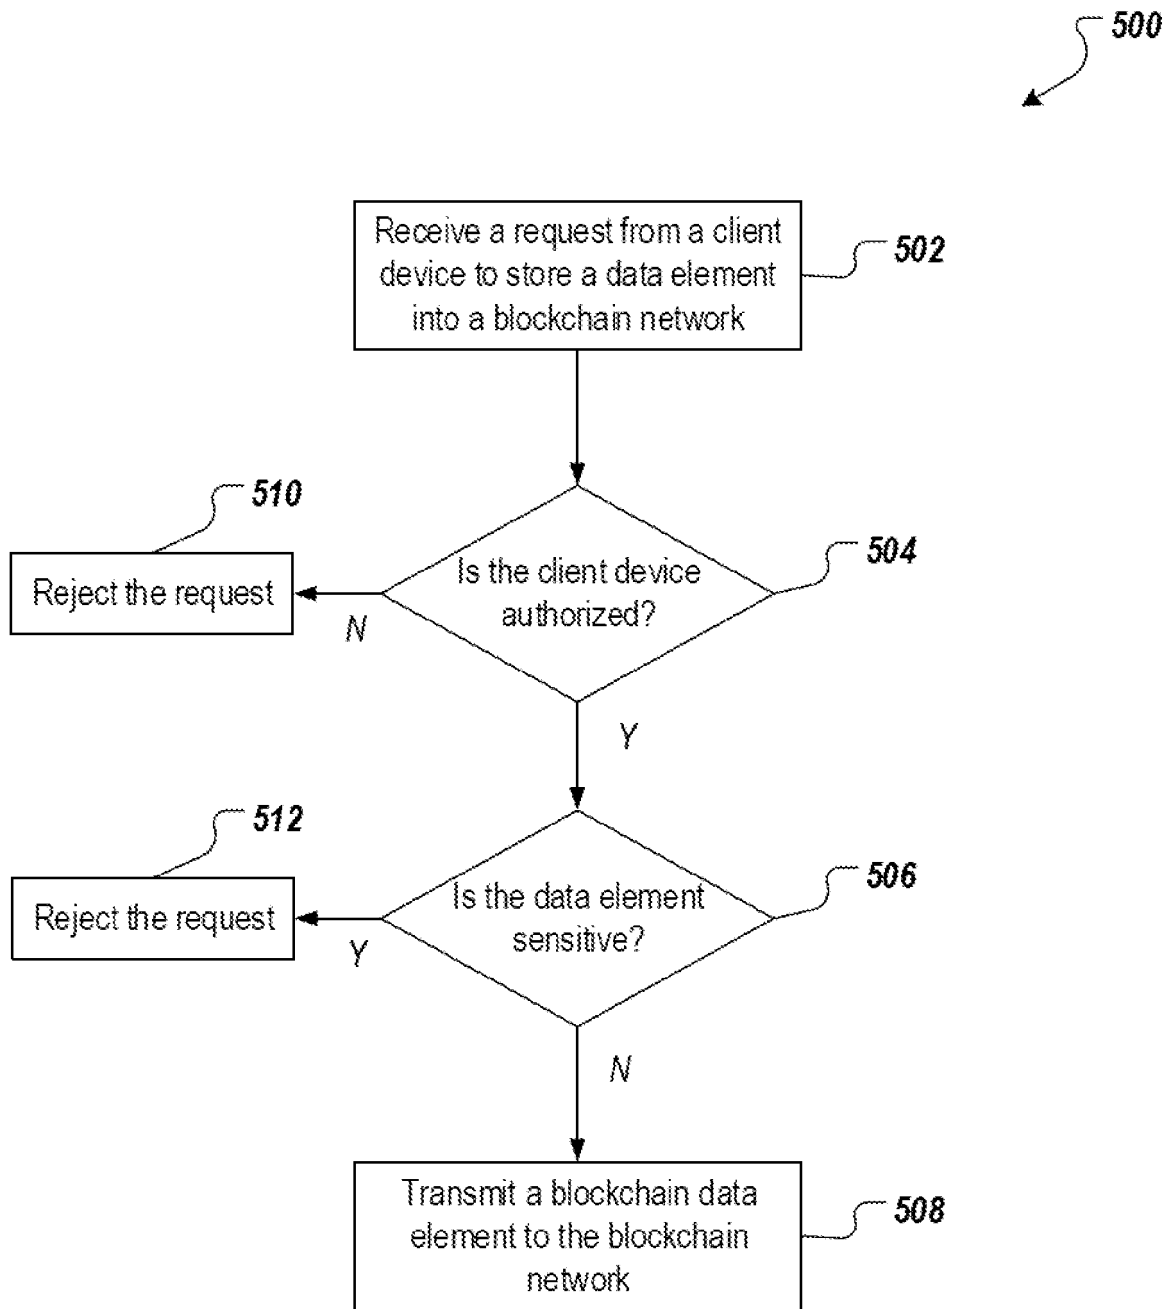 500
Receive a request from a client
device to store a data element
into a blockchain network
502
510
Reject the request
N
Is the client device
authorized?
504
Y
512
Reject the request
Y
Is the data element
sensitive?
506
N
Transmit a blockchain data
element to the blockchain
network
508